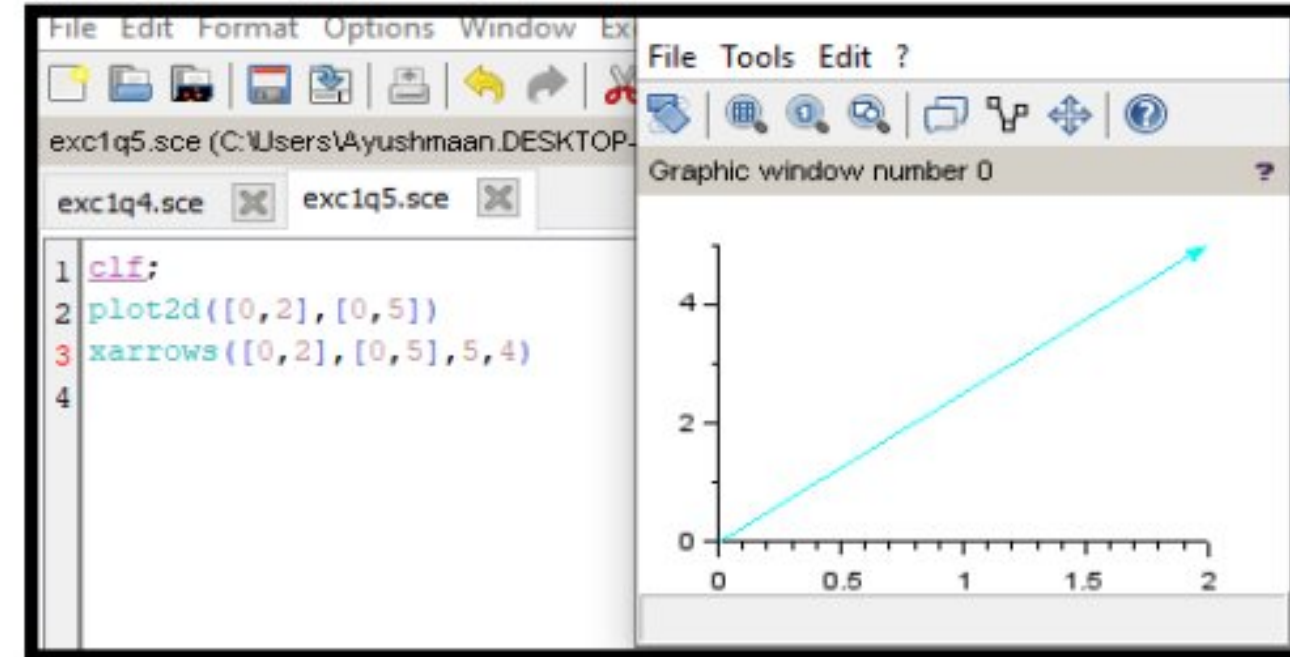 File Edit Format Options Window Ex
exc1q5.sce (C:\Users\Ayushmaan.DESKTOP-
exc1q4.sce exc1q5.sce
1 clf;
2 plot2d([0,2],[0,5])
3 xarrows([0,2],[0,5],5,4)
4
File Tools Edit ?
Graphic window number 0 ?
4
2
0
0 0.5 1 1.5 2